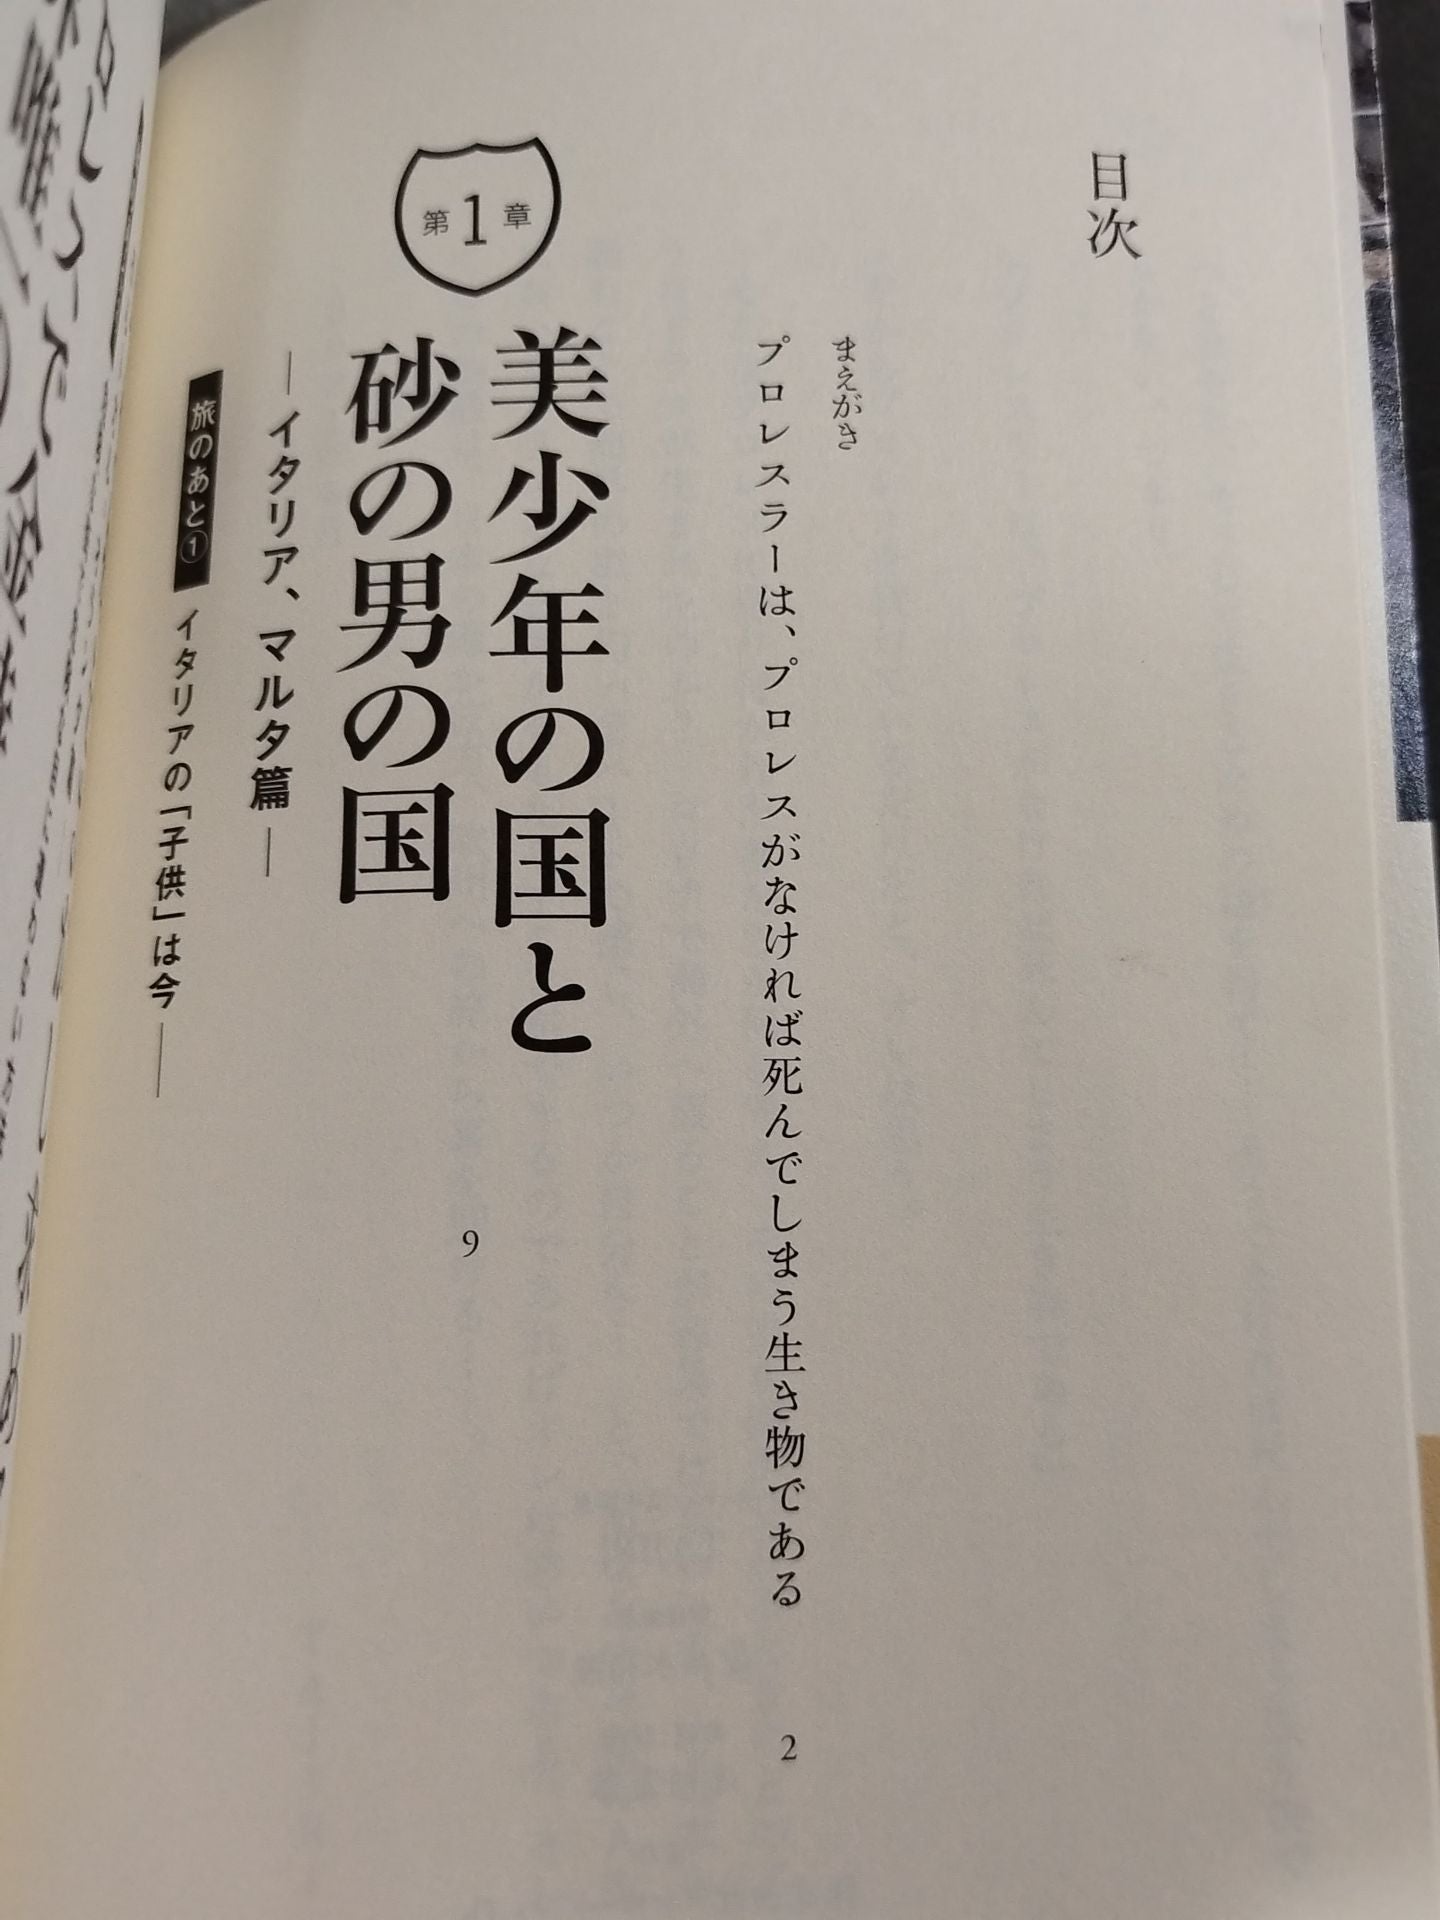 目次
まえがき
プロレスラーは、プロレスがなければ死んでしまう生き物である
2
第1章
美少年の国と
砂の男の国
9
―イタリア、マルタ篇―
旅のあと① イタリアの「子供」は今―